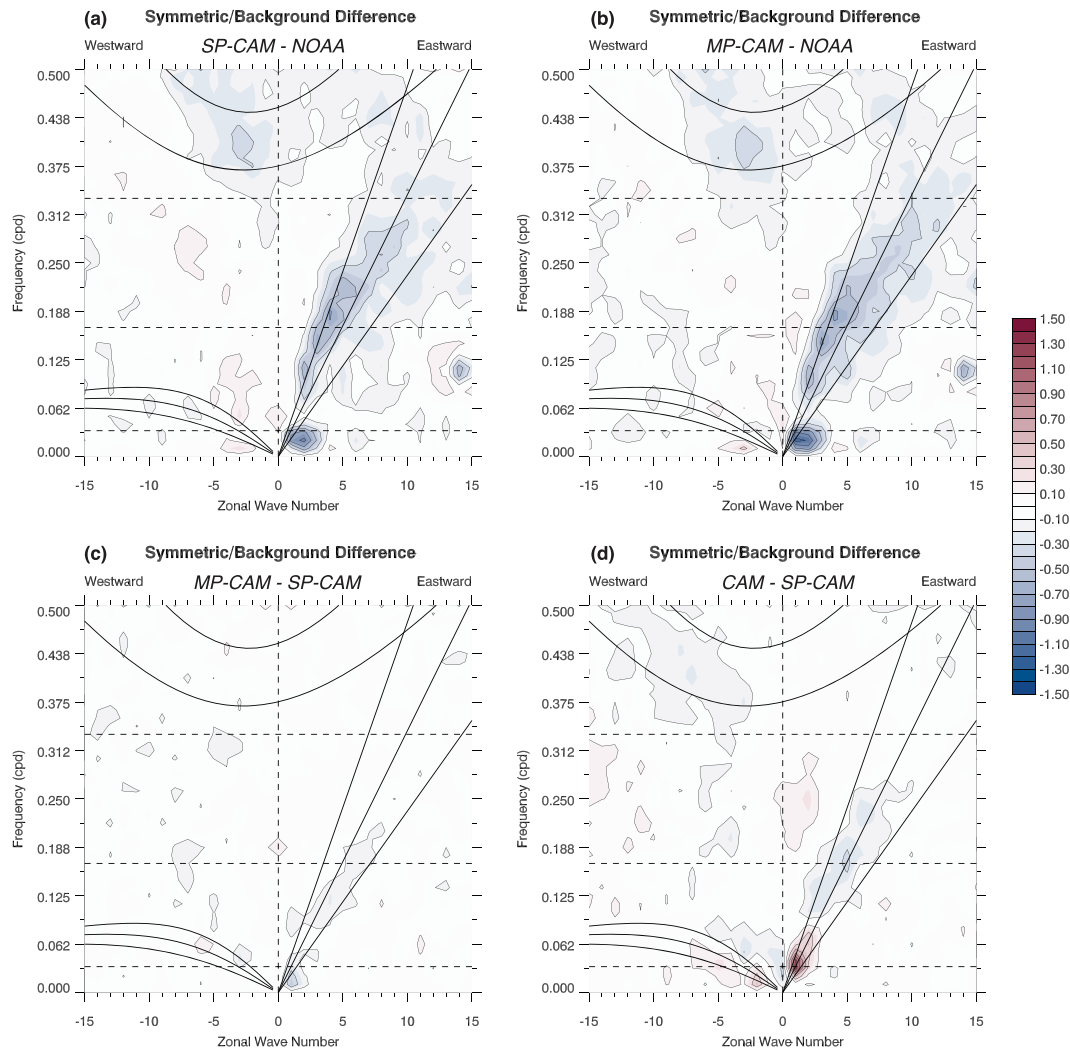 (a) Symmetric/Background Difference
Westward SP-CAM - NOAA Eastward
0.500
0.438
0.375
0.312
0.250
0.188
0.125
0.062
0.000
Frequency (cpd)
-15 -10 -5 0 5 10 15
Zonal Wave Number
(b) Symmetric/Background Difference
Westward MP-CAM - NOAA Eastward
0.500
0.438
0.375
0.312
0.250
0.188
0.125
0.062
0.000
Frequency (cpd)
-15 -10 -5 0 5 10 15
Zonal Wave Number
(c) Symmetric/Background Difference
Westward MP-CAM - SP-CAM Eastward
0.500
0.438
0.375
0.312
0.250
0.188
0.125
0.062
0.000
Frequency (cpd)
-15 -10 -5 0 5 10 15
Zonal Wave Number
(d) Symmetric/Background Difference
Westward CAM - SP-CAM Eastward
0.500
0.438
0.375
0.312
0.250
0.188
0.125
0.062
0.000
Frequency (cpd)
-15 -10 -5 0 5 10 15
Zonal Wave Number
1.50
1.30
1.10
0.90
0.70
0.50
0.30
0.10
-0.10
-0.30
-0.50
-0.70
-0.90
-1.10
-1.30
-1.50